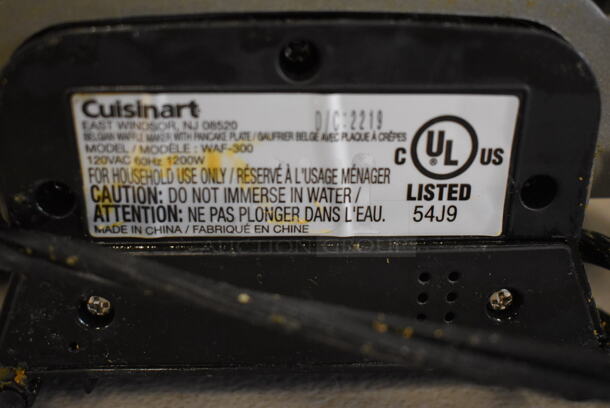 Cuisinart®
EAST WINDSOR, NJ 08520
D/C:2219
BELGIAN WAFFLE MAKER WITH PANCAKE PLATE / GAUFRIER BELGE AVEC PLAQUE À CRÊPES
MODEL / MODÈLE : WAF-300
120VAC 60Hz 1200W
FOR HOUSEHOLD USE ONLY / RÉSERVÉ À L'USAGE MÉNAGER
CAUTION: DO NOT IMMERSE IN WATER /
ATTENTION: NE PAS PLONGER DANS L'EAU.
MADE IN CHINA / FABRIQUÉ EN CHINE
C UL US
LISTED
54J9
AUCTION GROUP